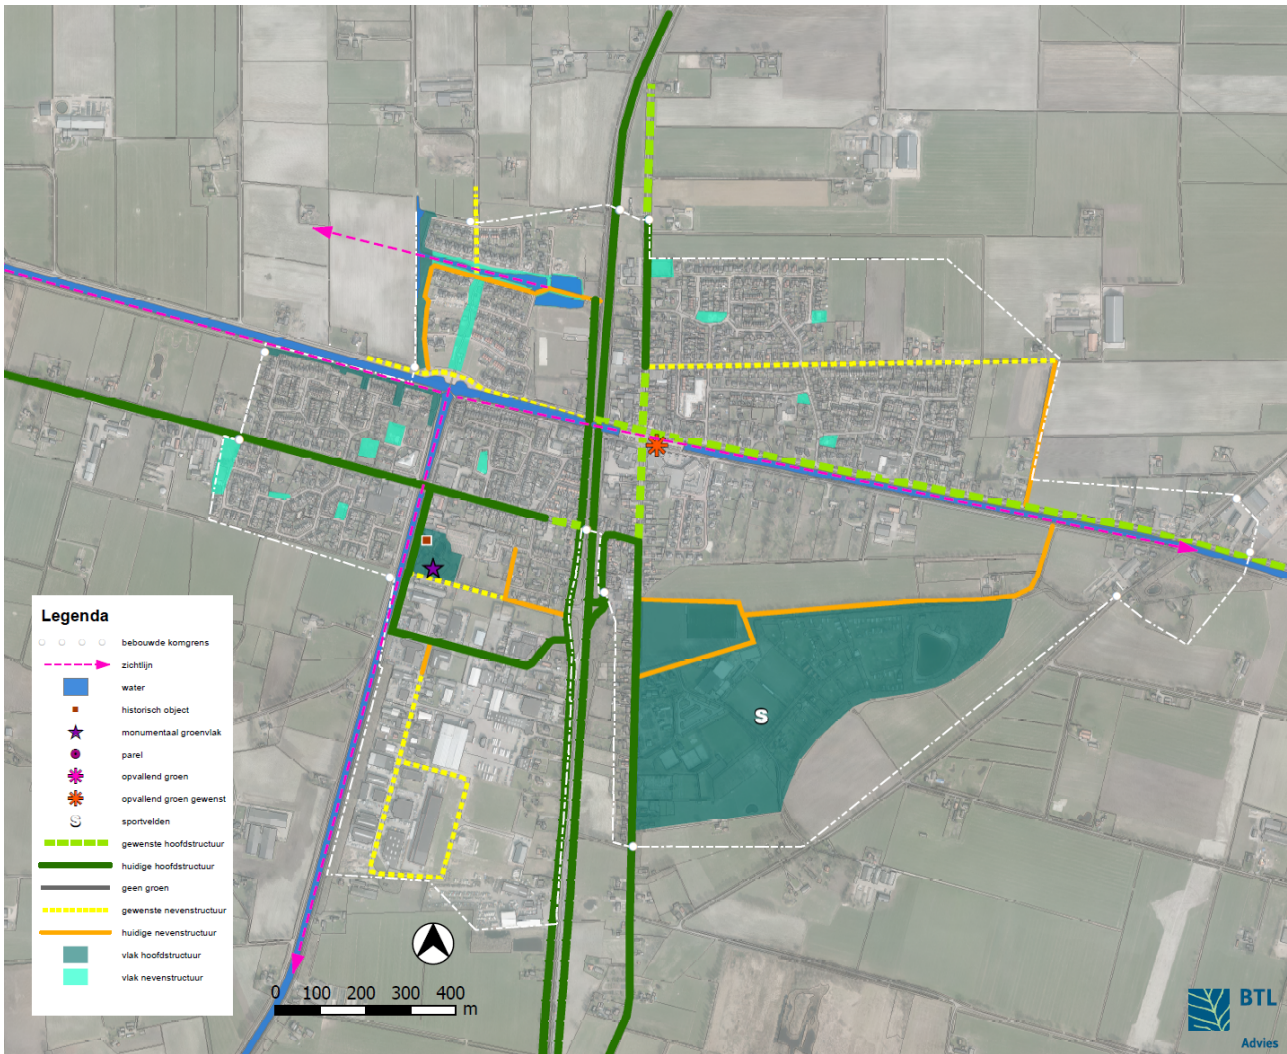 S
Legenda
bebouwde komgrens
zichtlijn
water
historisch object
monumentaal groenvlak
parel
opvallend groen
opvallend groen gewenst
S sportvelden
gewenste hoofdstructuur
huidige hoofdstructuur
geen groen
gewenste nevenstructuur
huidige nevenstructuur
vlak hoofdstructuur
vlak nevenstructuur
0 100 200 300 400
m
BTL
Advies